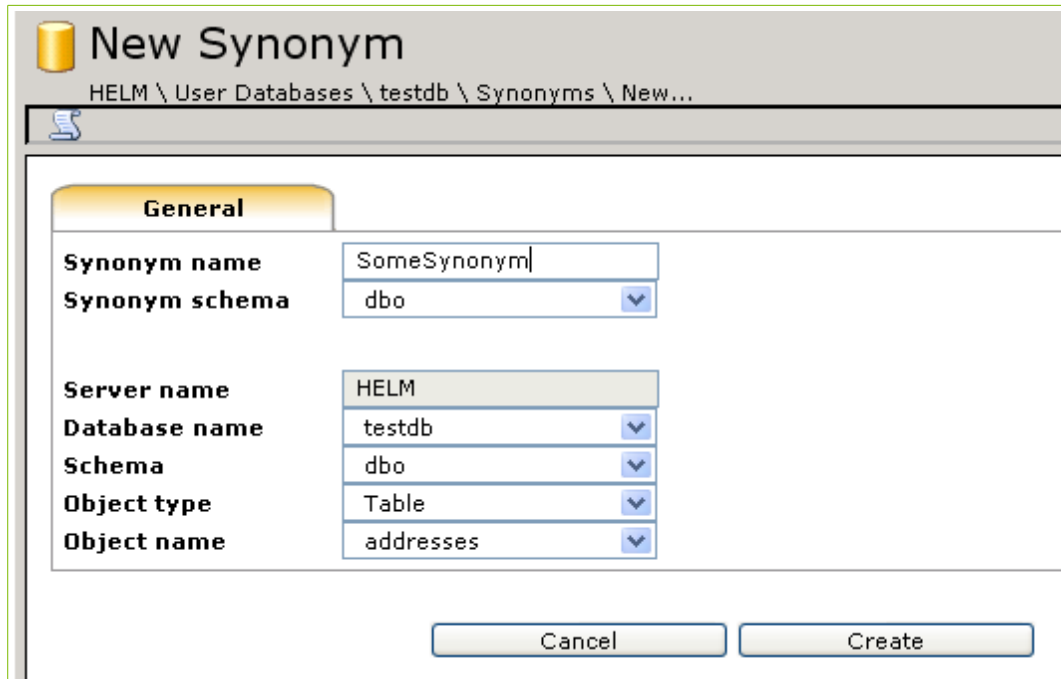 New Synonym
HELM \ User Databases \ testdb \ Synonyms \ New...
General
Synonym name SomeSynonym
Synonym schema dbo
Server name HELM
Database name testdb
Schema dbo
Object type Table
Object name addresses
Cancel Create